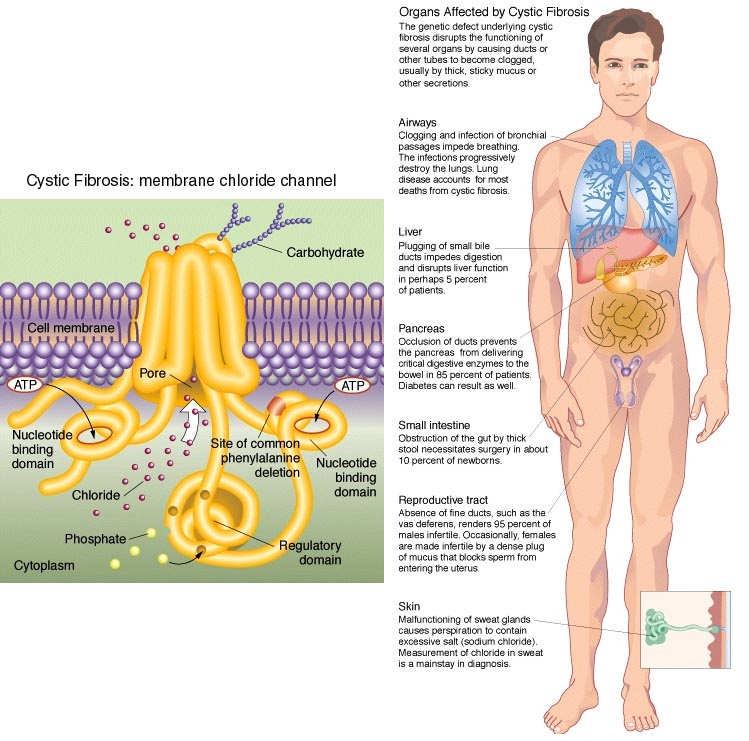 Cystic Fibrosis: membrane chloride channel
Carbohydrate
Cell membrane
Pore
ATP
ATP
Nucleotide
binding
domain
Site of common
phenylalanine
deletion
Nucleotide
binding
domain
Chloride
Phosphate
Regulatory
domain
Cytoplasm
Organs Affected by Cystic Fibrosis
The genetic defect underlying cystic
fibrosis disrupts the functioning of
several organs by causing ducts or
other tubes to become clogged,
usually by thick, sticky mucus or
other secretions.
Airways
Clogging and infection of bronchial
passages impede breathing.
The infections progressively
destroy the lungs. Lung
disease accounts for most
deaths from cystic fibrosis.
Liver
Plugging of small bile
ducts impedes digestion
and disrupts liver function
in perhaps 5 percent
of patients.
Pancreas
Occlusion of ducts prevents
the pancreas from delivering
critical digestive enzymes to the
bowel in 85 percent of patients.
Diabetes can result as well.
Small intestine
Obstruction of the gut by thick
stool necessitates surgery in about
10 percent of newborns.
Reproductive tract
Absence of fine ducts, such as the
vas deferens, renders 95 percent of
males infertile. Occasionally, females
are made infertile by a dense plug
of mucus that blocks sperm from
entering the uterus.
Skin
Malfunctioning of sweat glands
causes perspiration to contain
excessive salt (sodium chloride).
Measurement of chloride in sweat
is a mainstay in diagnosis.